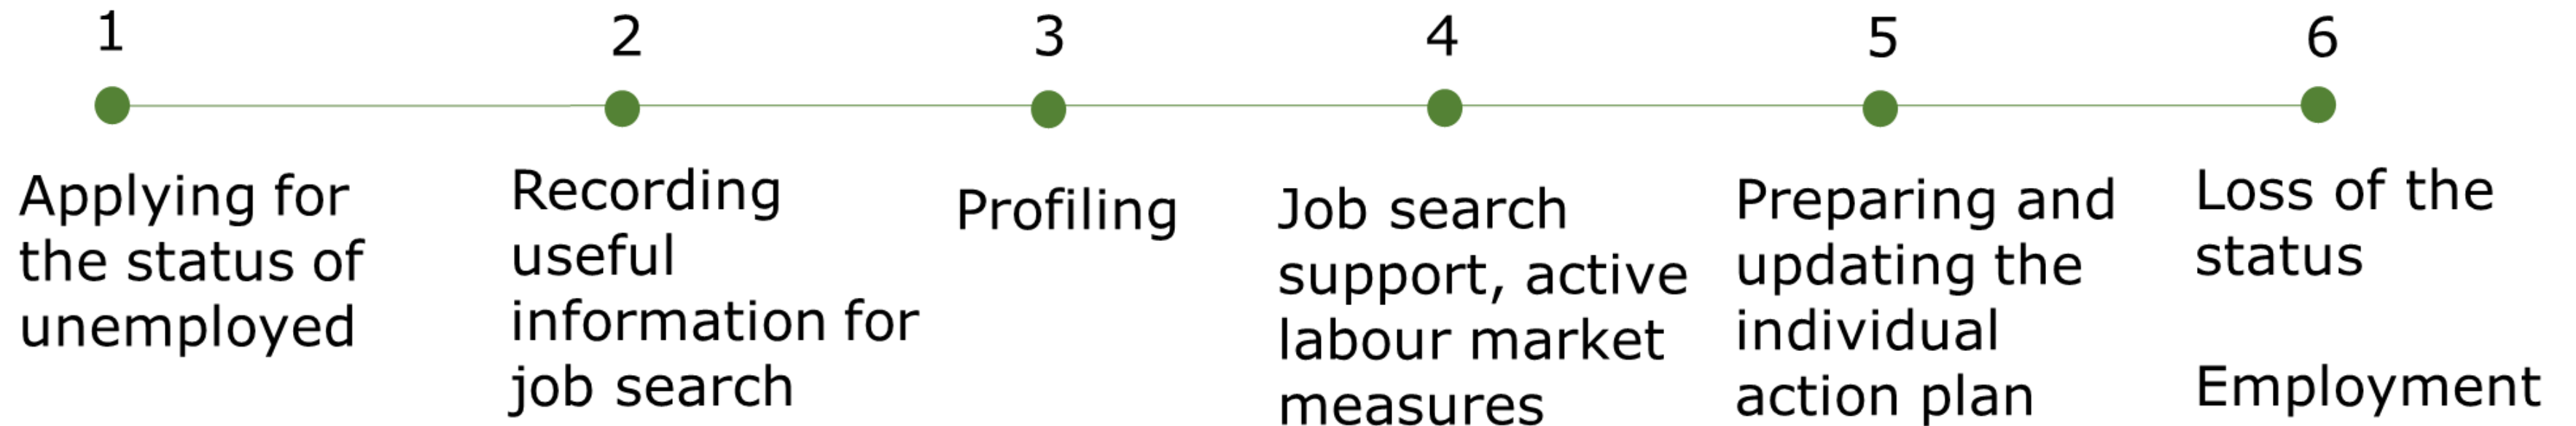 1
Applying for
the status of
unemployed
2
Recording
useful
information for
job search
3
Profiling
4
Job search
support, active
labour market
measures
5
Preparing and
updating the
individual
action plan
6
Loss of the
status
Employment